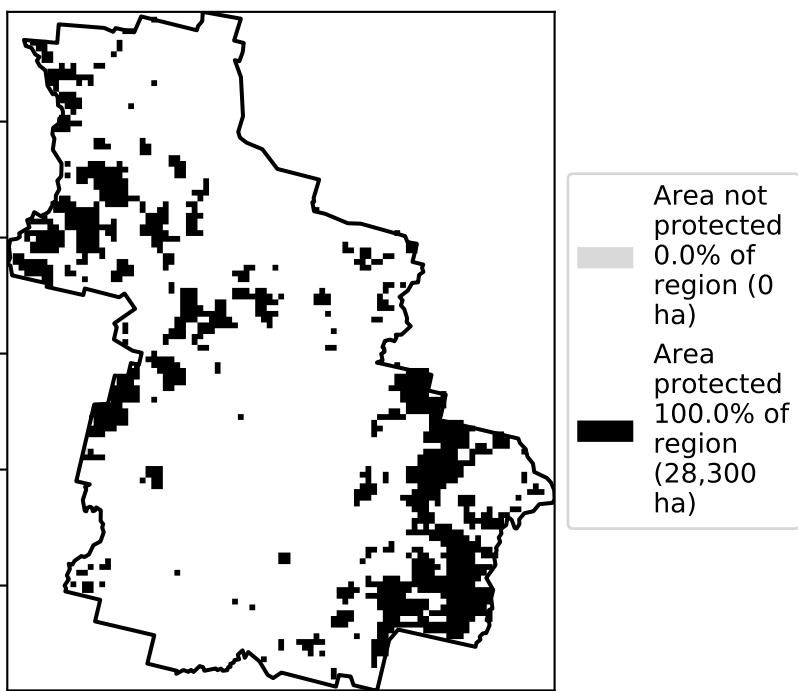 Area not
protected
0.0% of
region (0
ha)
Area
protected
100.0% of
region
(28,300
ha)